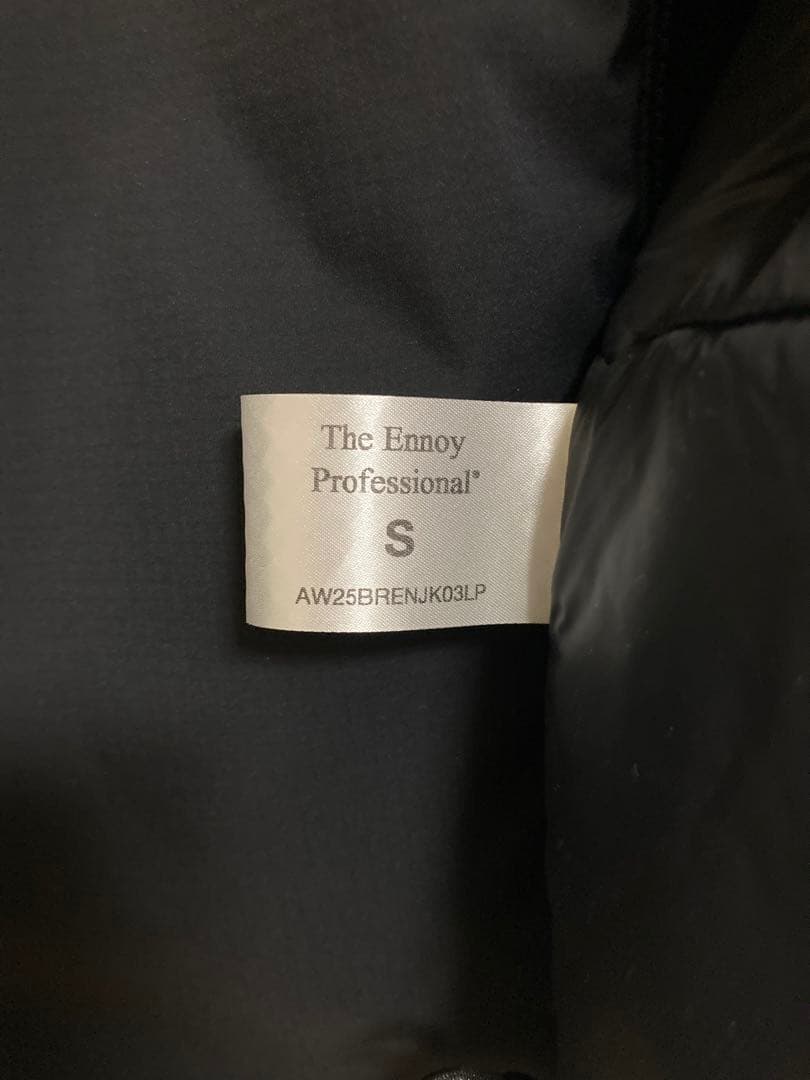 The Ennoy
Professional®
S
AW25BRENJK03LP